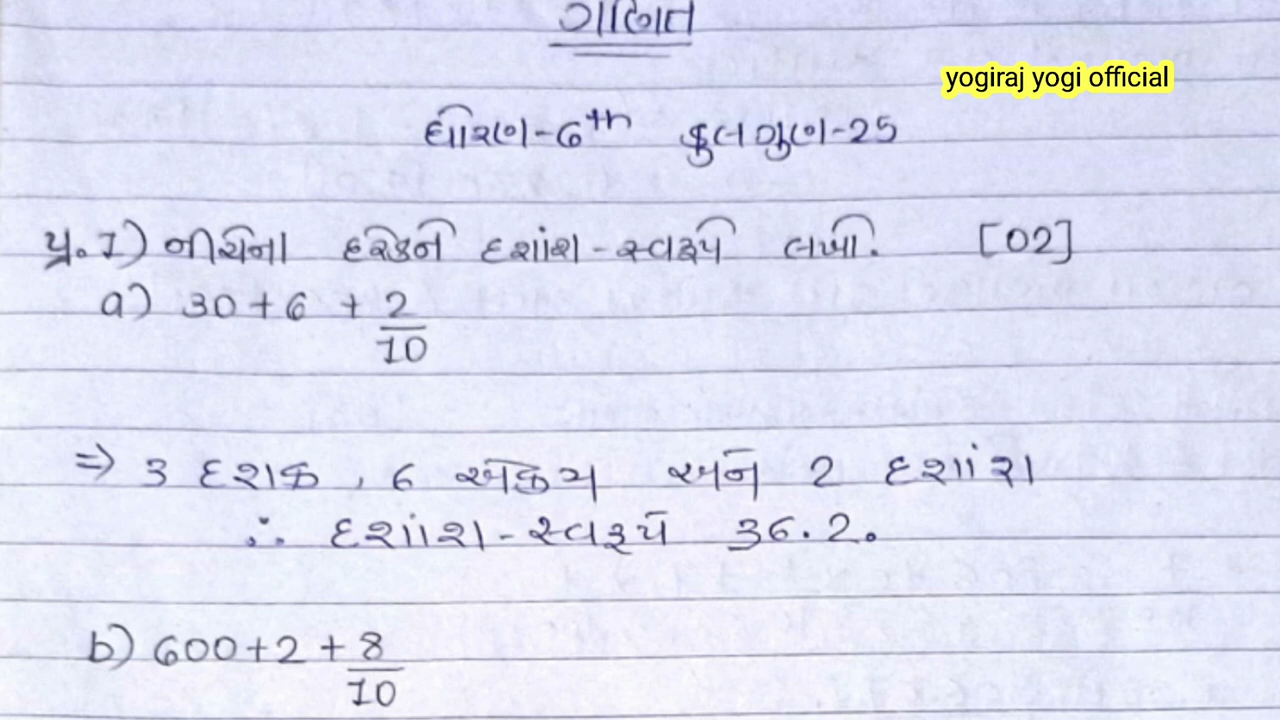 ગણિત
yogiraj yogi official
ધોરણ-6th કુલગુણ-25
પ્ર.1) નીચેના દરેકને દશાંશ-સ્વરૂપે લખો. [02]
a) 30 + 6 + 2/10
⇒ 3 દશક, 6 એકમ અને 2 દશાંશ
∴ દશાંશ-સ્વરૂપે 36.2.
b) 600+2+8/10